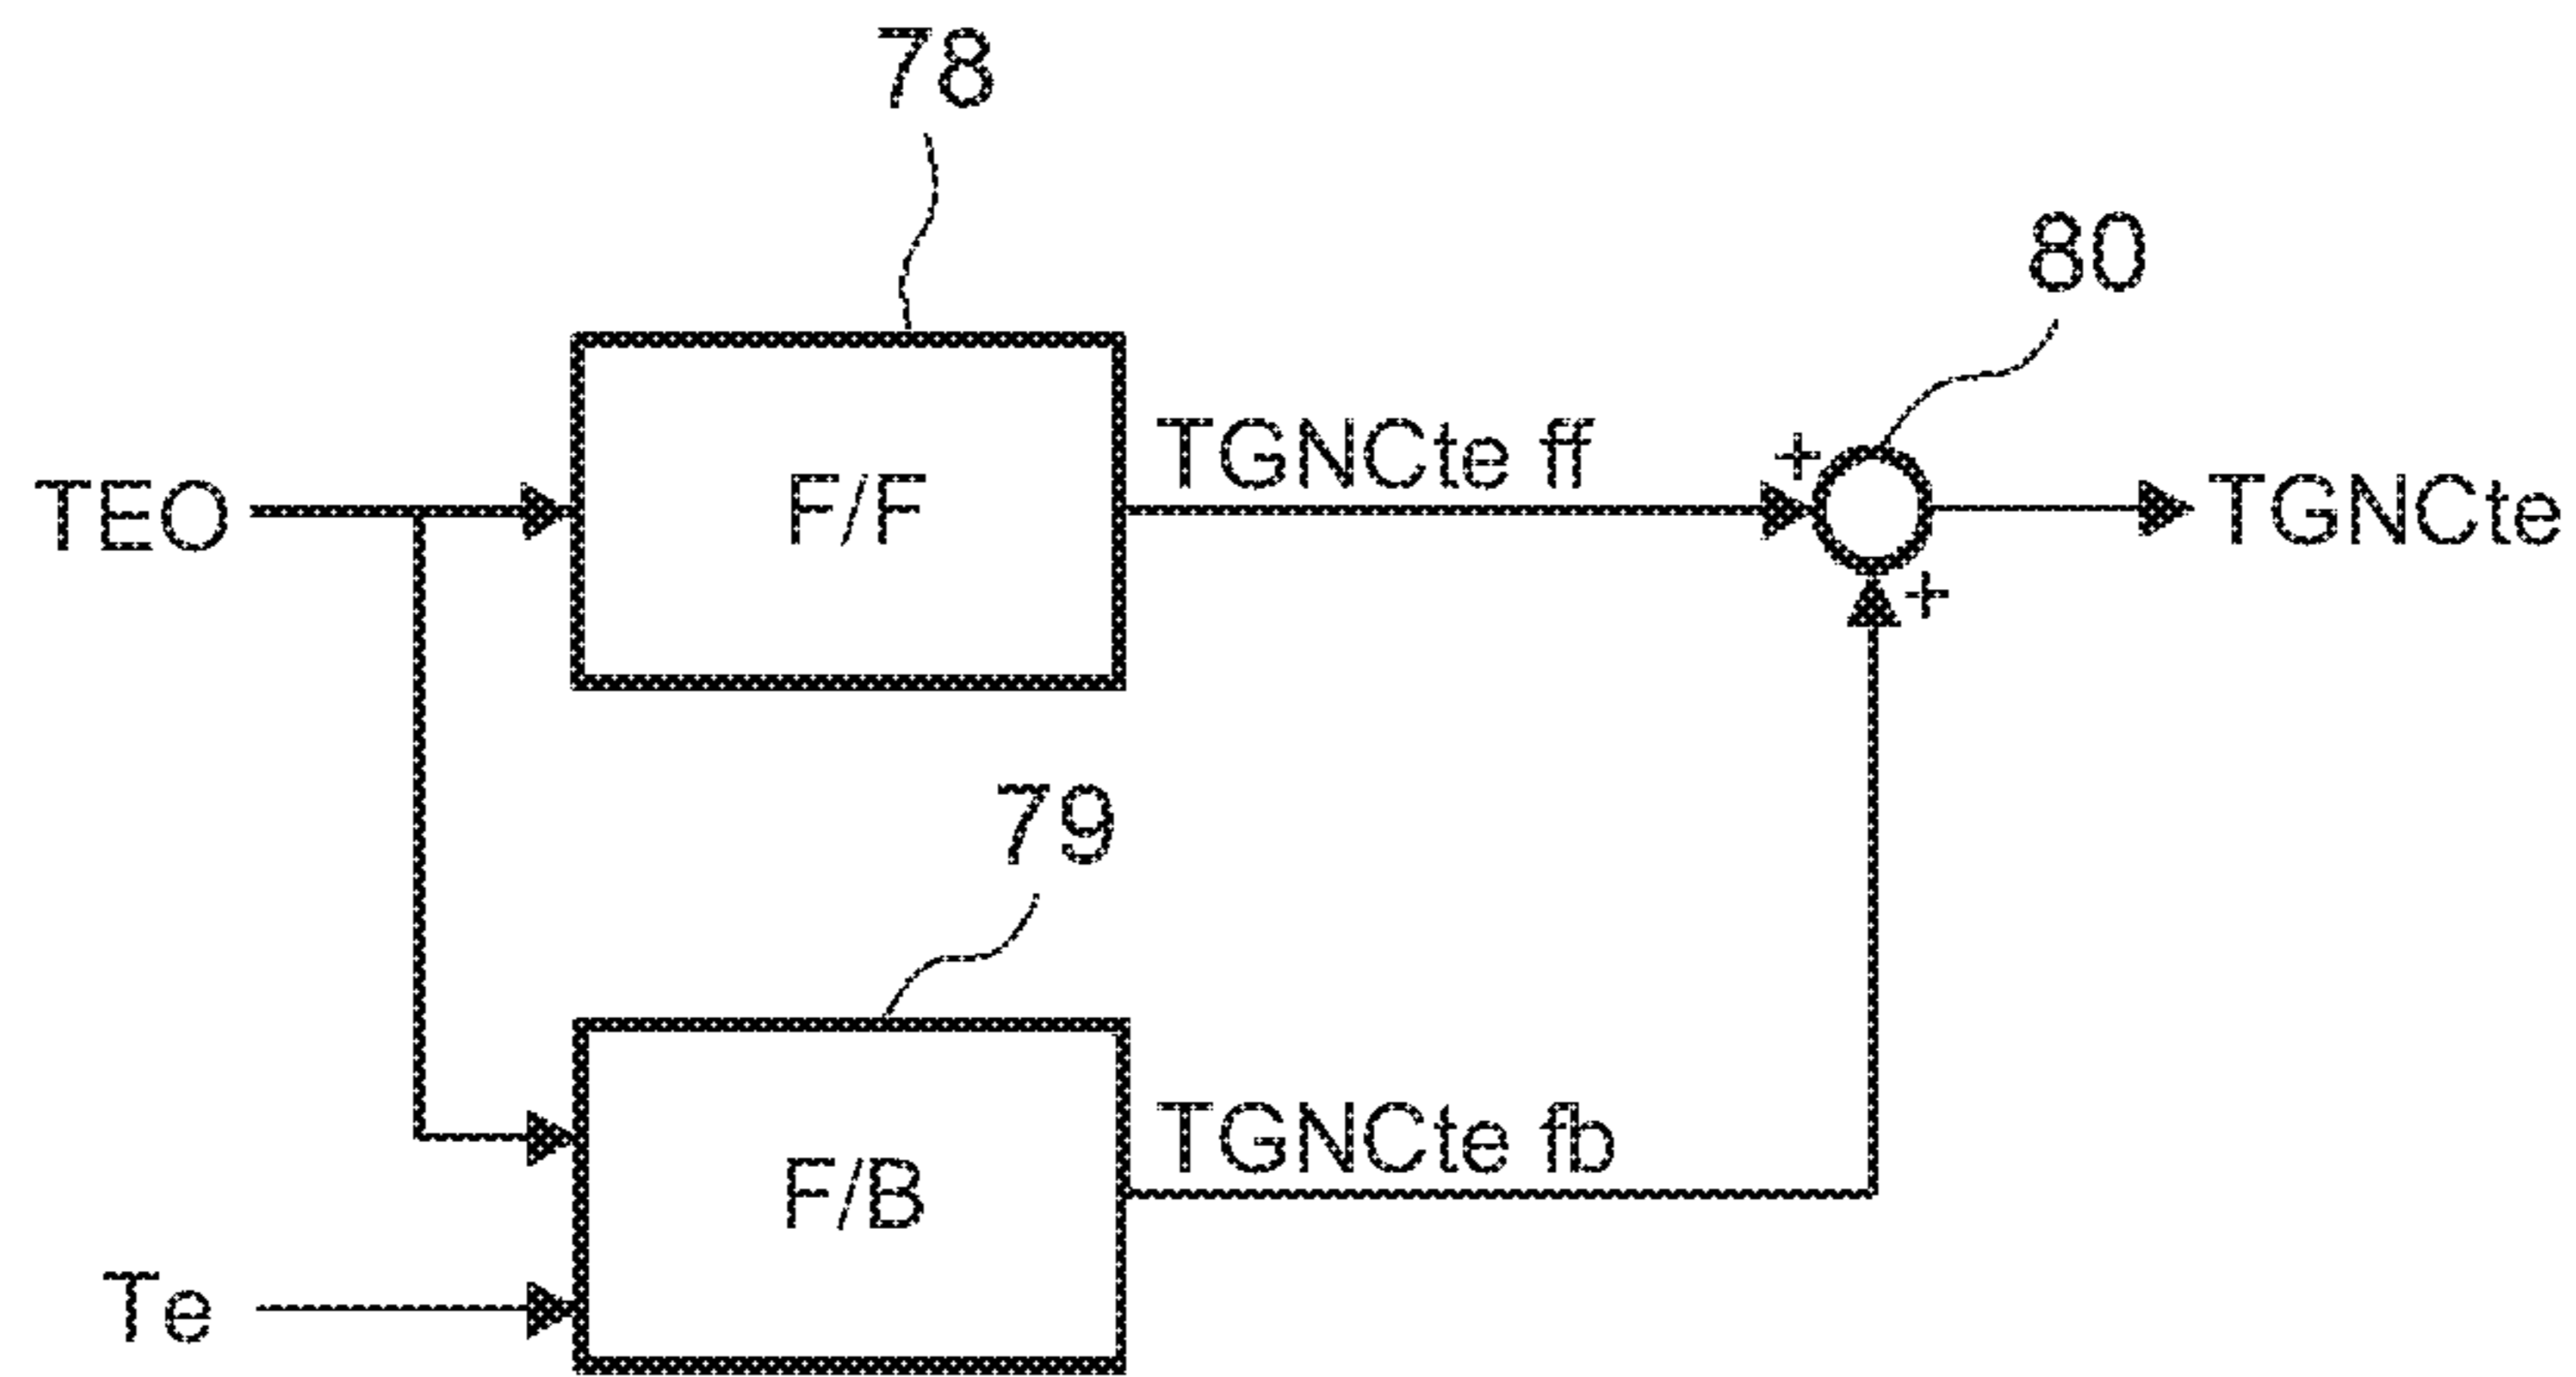 78
80
TGNCte ff
+
TEO
F/F
TGNCte
+
79
TGNCte fb
F/B
Te